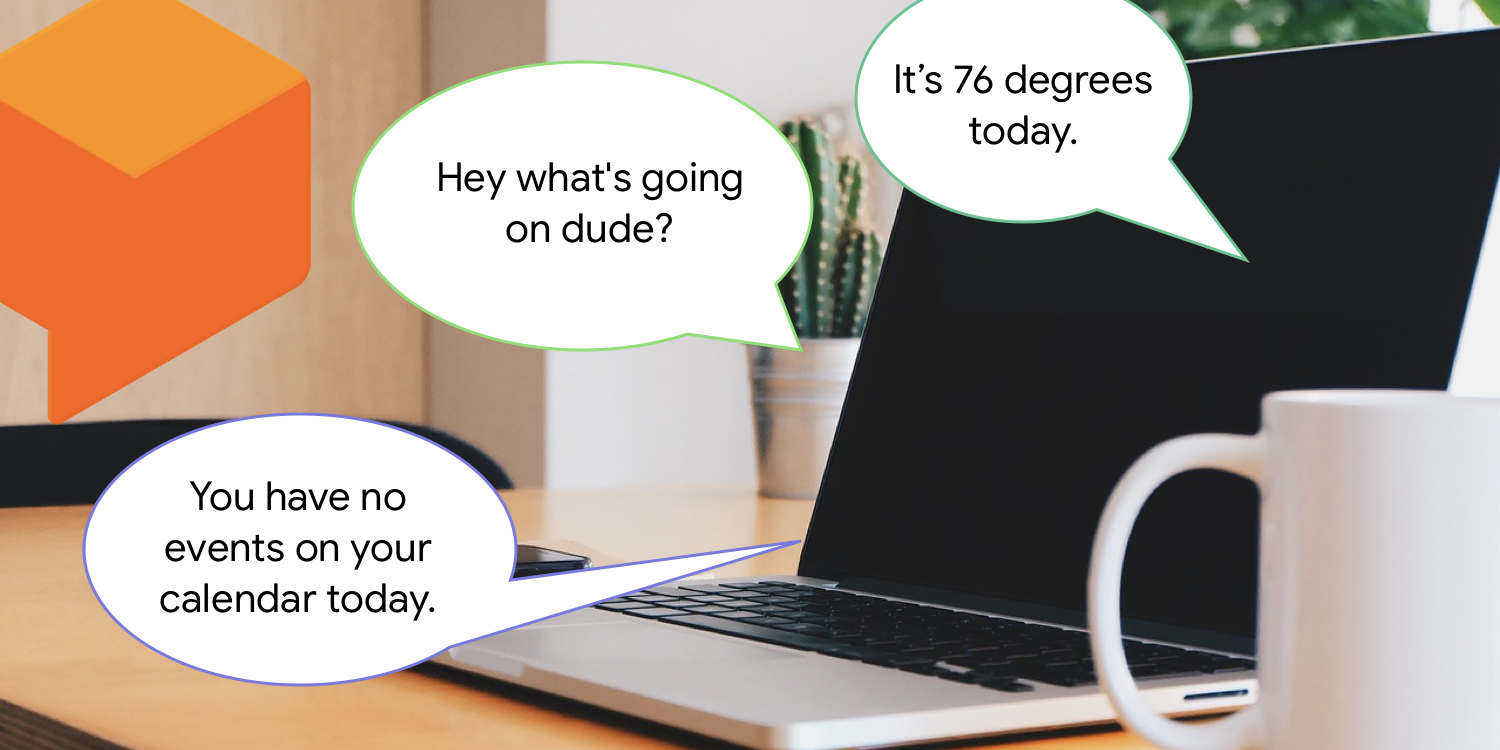 It’s 76 degrees
today.
Hey what's going
on dude?
You have no
events on your
calendar today.